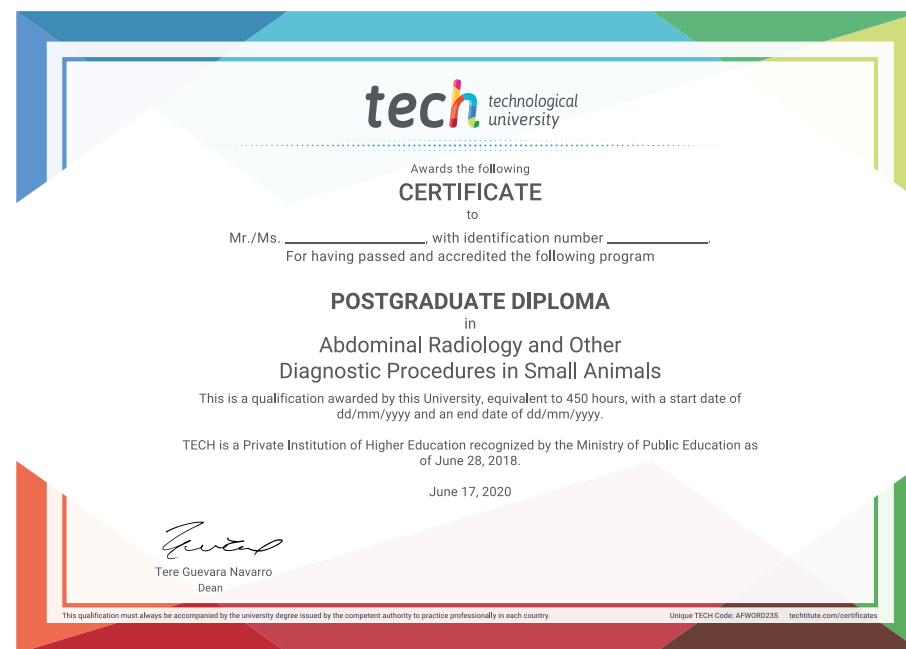 tech technological
university
Awards the following
CERTIFICATE
to
Mr./Ms. ____________________, with identification number ______________.
For having passed and accredited the following program
POSTGRADUATE DIPLOMA
in
Abdominal Radiology and Other
Diagnostic Procedures in Small Animals
This is a qualification awarded by this University, equivalent to 450 hours, with a start date of
dd/mm/yyyy and an end date of dd/mm/yyyy.
TECH is a Private Institution of Higher Education recognized by the Ministry of Public Education as
of June 28, 2018.
June 17, 2020
Tere Guevara Navarro
Dean
This qualification must always be accompanied by the university degree issued by the competent authority to practice professionally in each country. Unique TECH Code: AFWORD23S techtitute.com/certificates